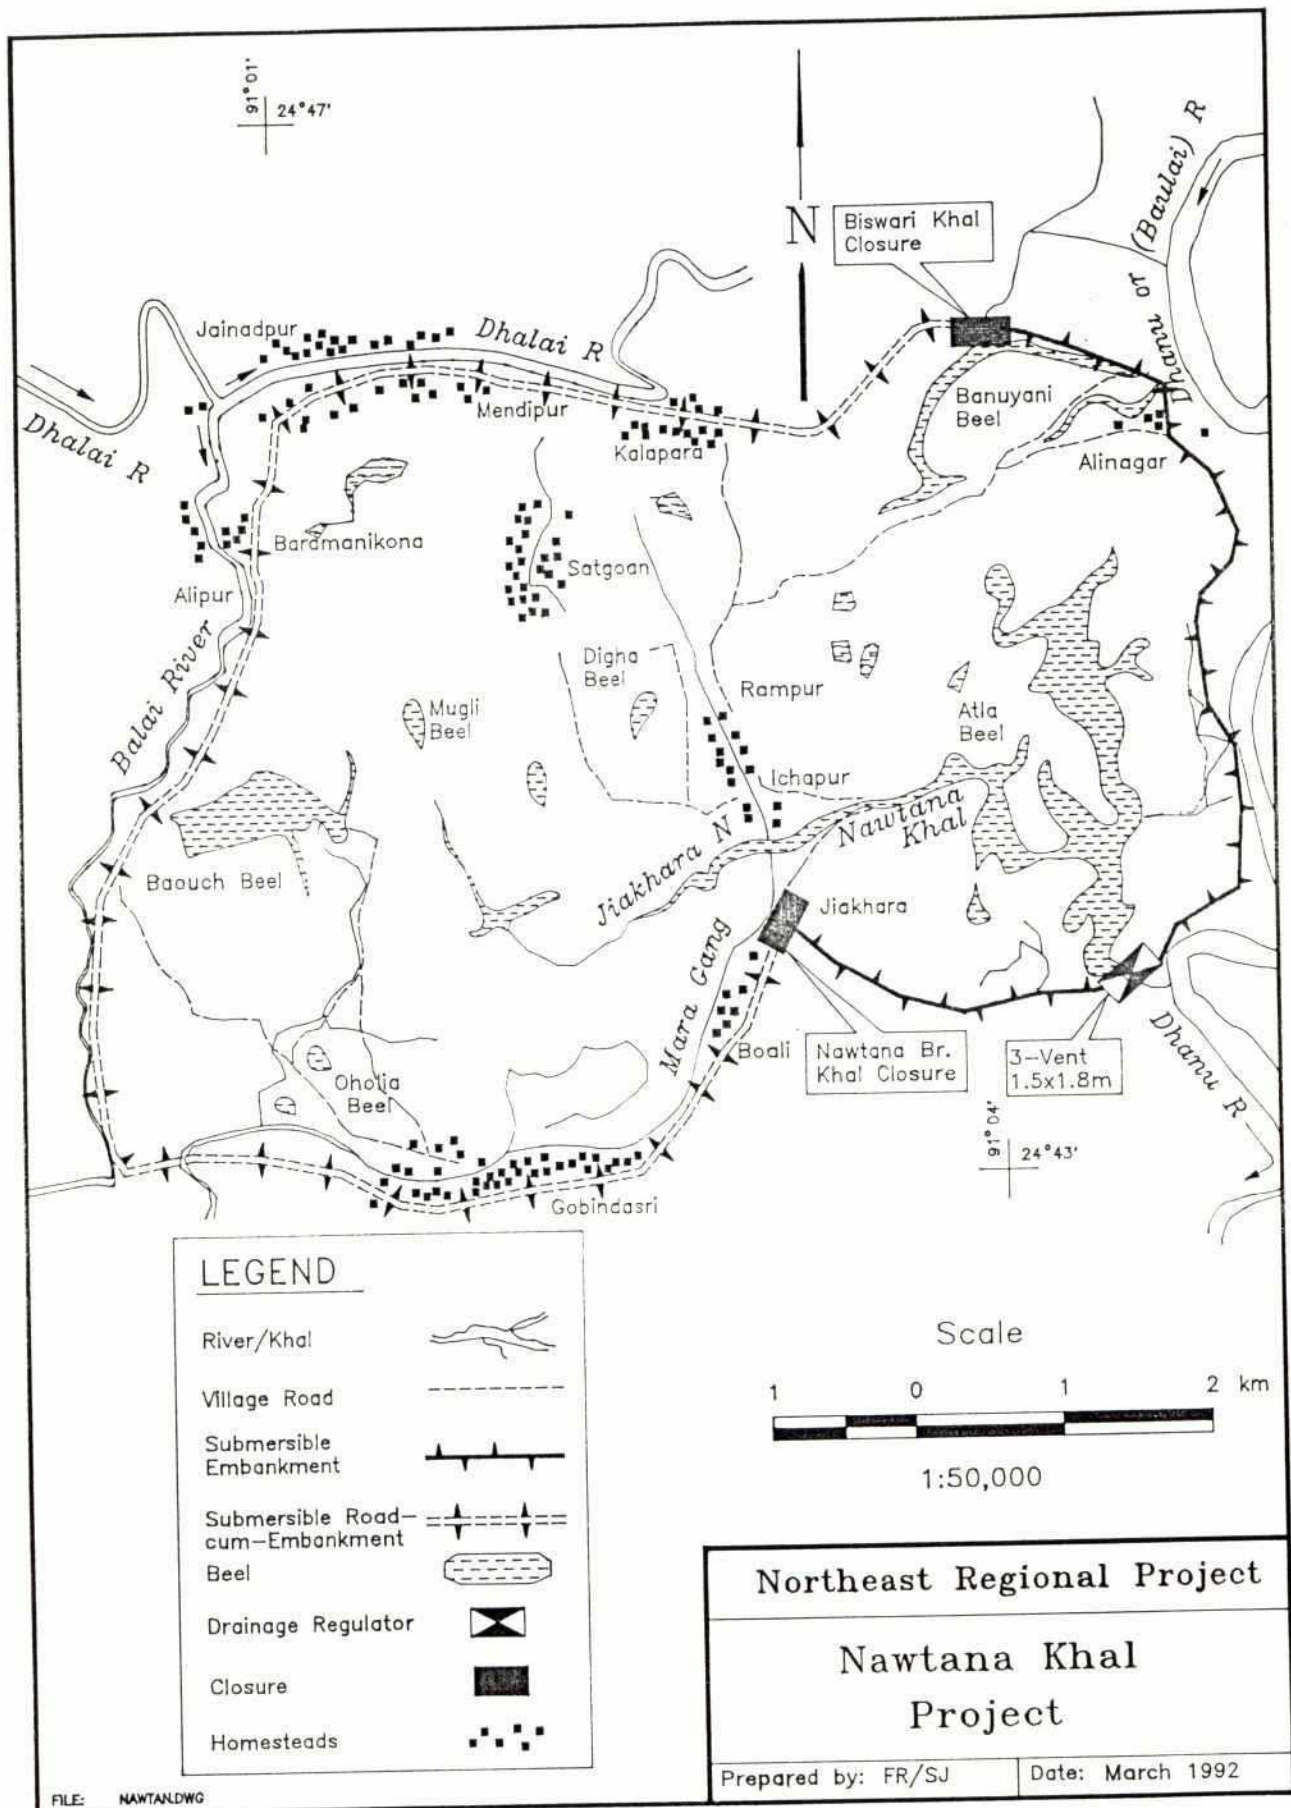 91°01'
24°47'
N
Biswari Khal
Closure
Dhanu or (Baulai) R
Jainadpur
Dhalai R
Dhalai R
Mendipur
Kalapara
Banuyani
Beel
Alinagar
Baramanikona
Alipur
Satgoan
Balai River
Digha
Beel
Rampur
Mugli
Beel
Atla
Beel
Ichapur
Nawtana
Khal
Jiakhara N
Baouch Beel
Jiakhara
Mara Gang
Boali
Nawtana Br.
Khal Closure
3-Vent
1.5x1.8m
Dhanu R
Oholia
Beel
91°04'
24°43'
Gobindasri
LEGEND
River/Khal
Village Road
Submersible
Embankment
Submersible Road-
cum-Embankment
Beel
Drainage Regulator
Closure
Homesteads
Scale
1 0 1 2 km
1:50,000
Northeast Regional Project
Nawtana Khal
Project
Prepared by: FR/SJ
Date: March 1992
FILE: NAWTAN.DWG